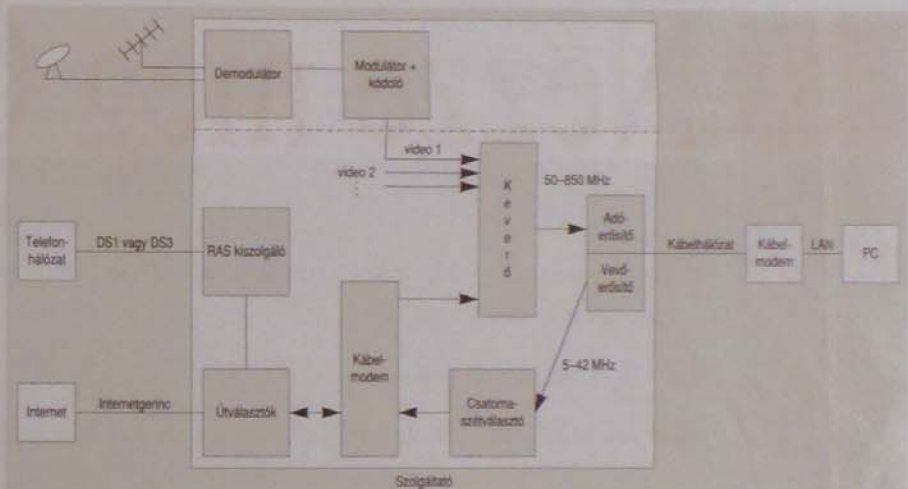 Demodulátor
Modulátor +
kódoló
video 1
video 2
⋮
Keverő
50–850 MHz
Telefon-
hálózat
DS1 vagy DS3
RAS kiszolgáló
Adó-
erősítő
Vevő-
erősítő
Kábelhálózat
Kábel-
modem
LAN
PC
Kábel-
modem
5–42 MHz
Internet
Internetgerinc
Útválasztók
Csatorna-
szétválasztó
Szolgáltató